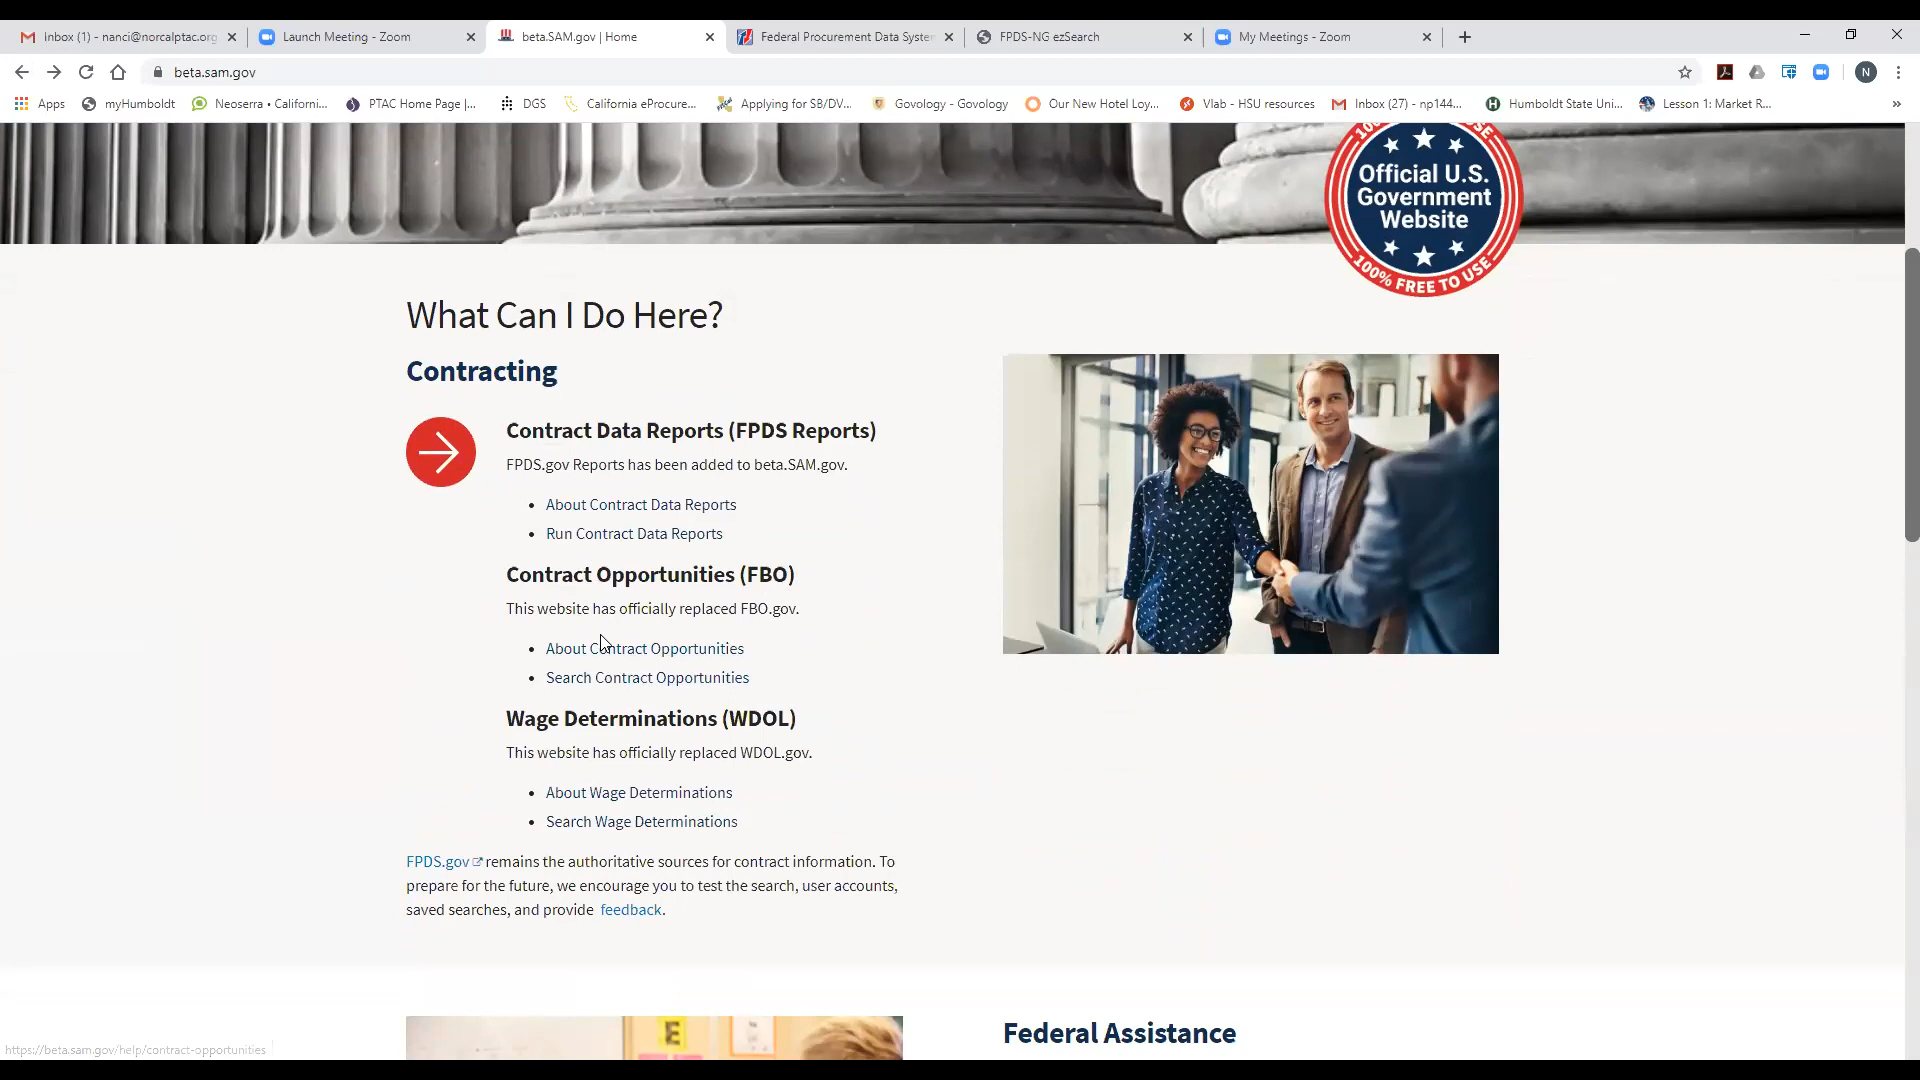 Inbox (1) - nanci@norcalptac.org
Launch Meeting - Zoom
beta.SAM.gov | Home
Federal Procurement Data System
FPDS-NG ezSearch
My Meetings - Zoom
beta.sam.gov
N
Apps
myHumboldt
Neoserra • Californi...
PTAC Home Page |...
DGS
California eProcure...
Applying for SB/DV...
Govology - Govology
Our New Hotel Loy...
Vlab - HSU resources
Inbox (27) - np144...
Humboldt State Uni...
Lesson 1: Market R...
Official U.S.
Government
Website
100% FREE TO USE
What Can I Do Here?
Contracting
Contract Data Reports (FPDS Reports)
FPDS.gov Reports has been added to beta.SAM.gov.
• About Contract Data Reports
• Run Contract Data Reports
Contract Opportunities (FBO)
This website has officially replaced FBO.gov.
• About Contract Opportunities
• Search Contract Opportunities
Wage Determinations (WDOL)
This website has officially replaced WDOL.gov.
• About Wage Determinations
• Search Wage Determinations
FPDS.gov remains the authoritative sources for contract information. To
prepare for the future, we encourage you to test the search, user accounts,
saved searches, and provide feedback.
Federal Assistance
E
https://beta.sam.gov/help/contract-opportunities